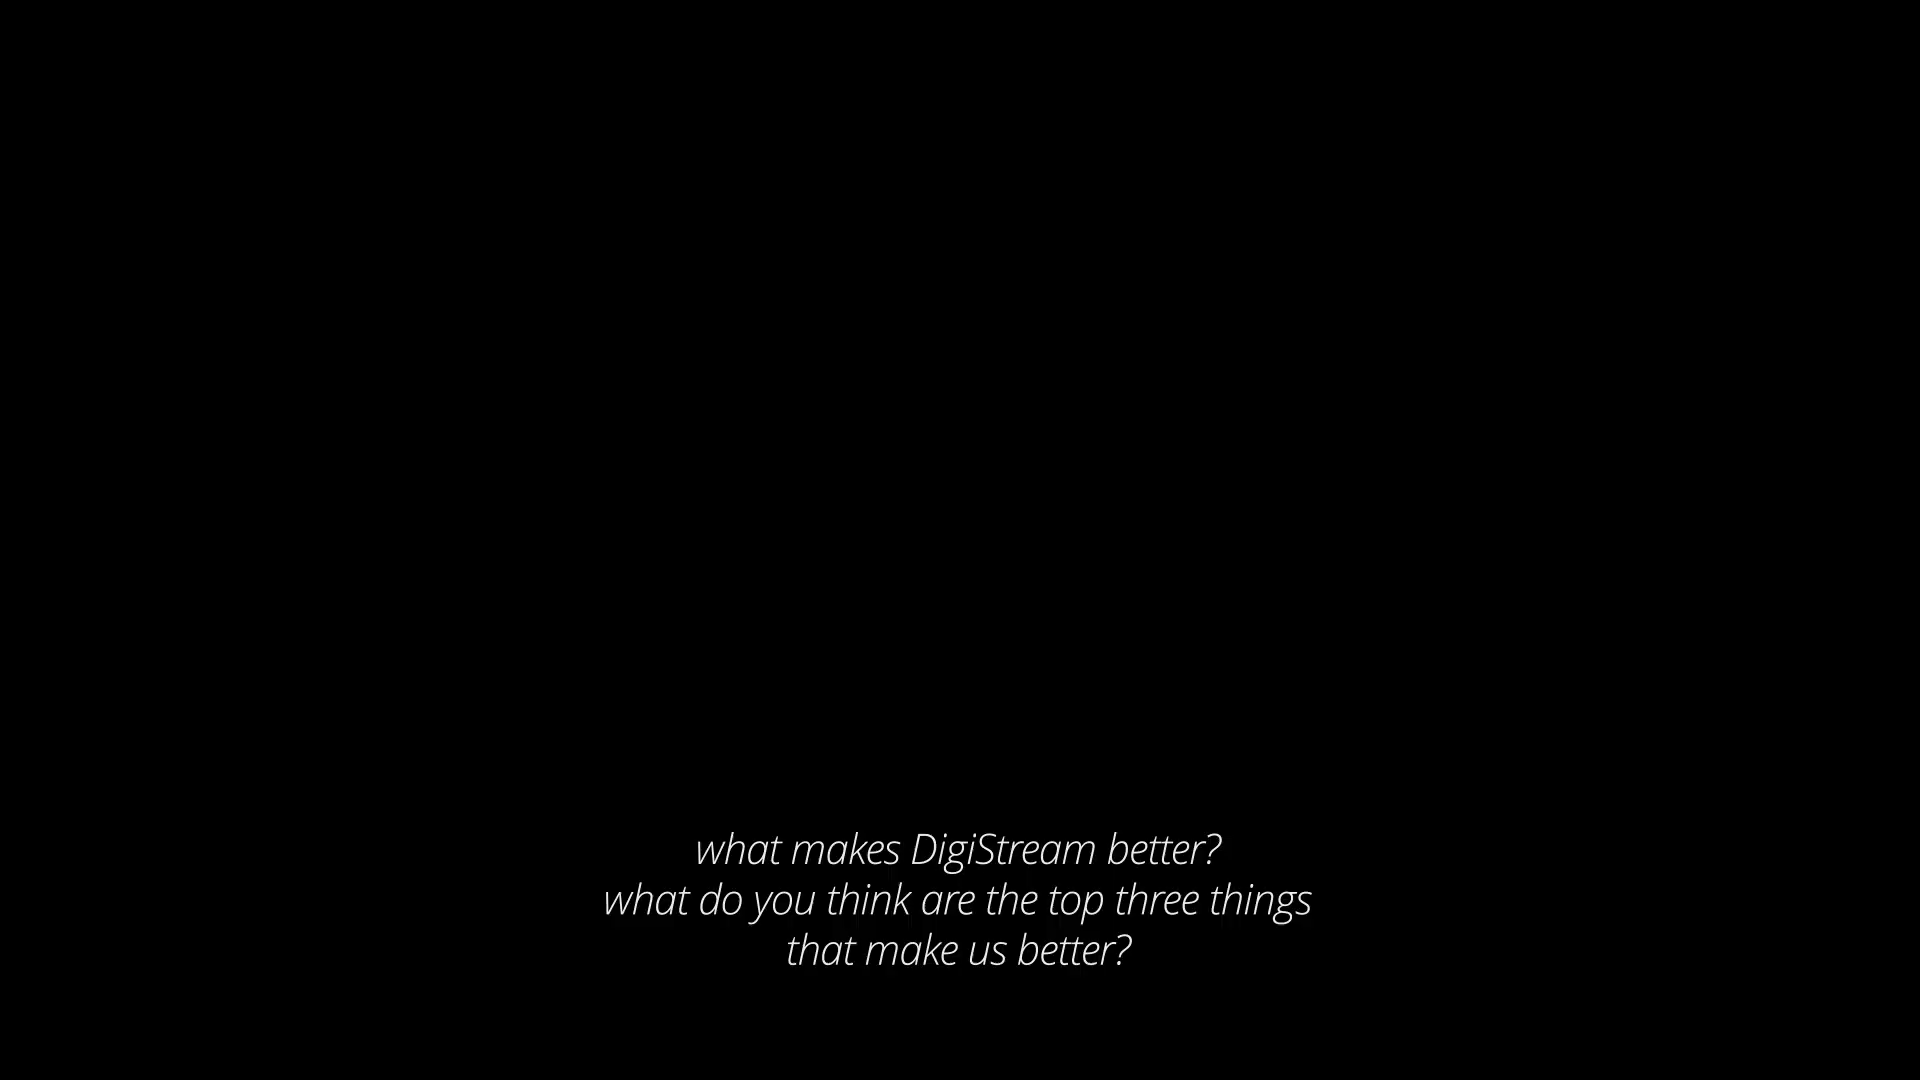 what makes DigiStream better?
what do you think are the top three things
that make us better?